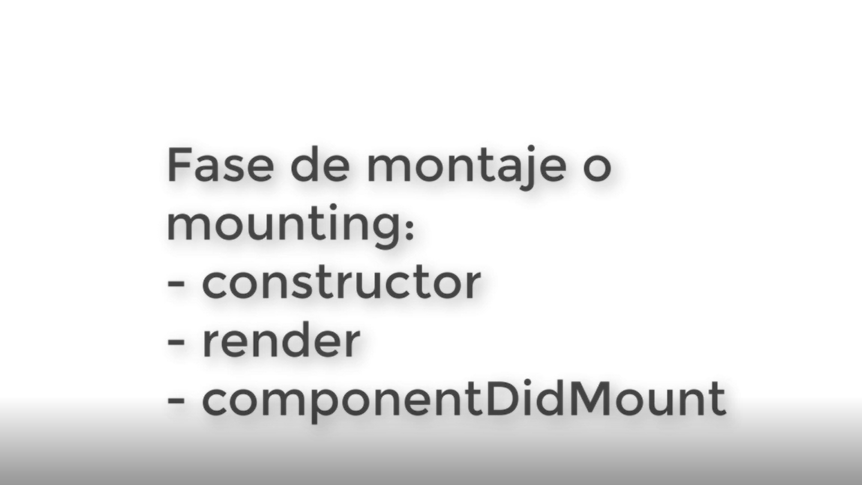 Fase de montaje o
mounting:
- constructor
- render
- componentDidMount